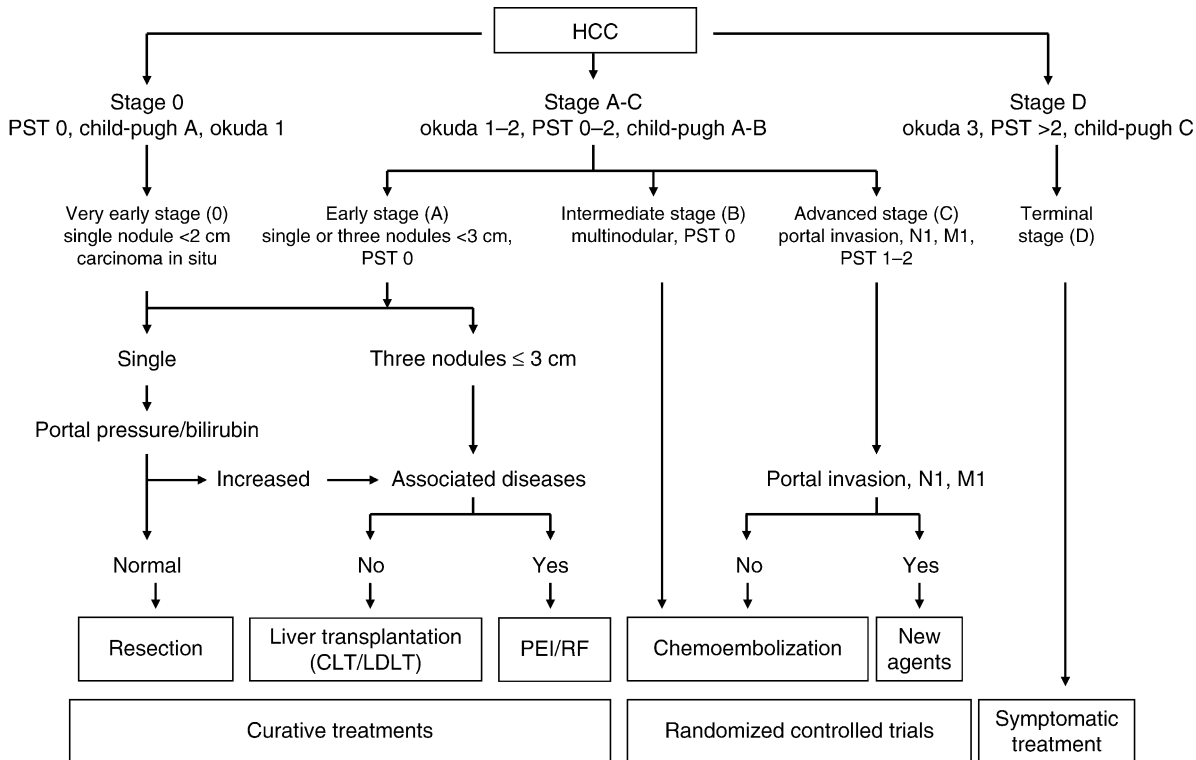 HCC
Stage 0
PST 0, child-pugh A, okuda 1
Stage A-C
okuda 1–2, PST 0–2, child-pugh A-B
Stage D
okuda 3, PST >2, child-pugh C
Very early stage (0)
single nodule <2 cm
carcinoma in situ
Early stage (A)
single or three nodules <3 cm,
PST 0
Intermediate stage (B)
multinodular, PST 0
Advanced stage (C)
portal invasion, N1, M1,
PST 1–2
Terminal
stage (D)
Single
Three nodules ≤ 3 cm
Portal pressure/bilirubin
Increased
Associated diseases
Portal invasion, N1, M1
Normal
No
Yes
No
Yes
Resection
Liver transplantation
(CLT/LDLT)
PEI/RF
Chemoembolization
New
agents
Curative treatments
Randomized controlled trials
Symptomatic
treatment